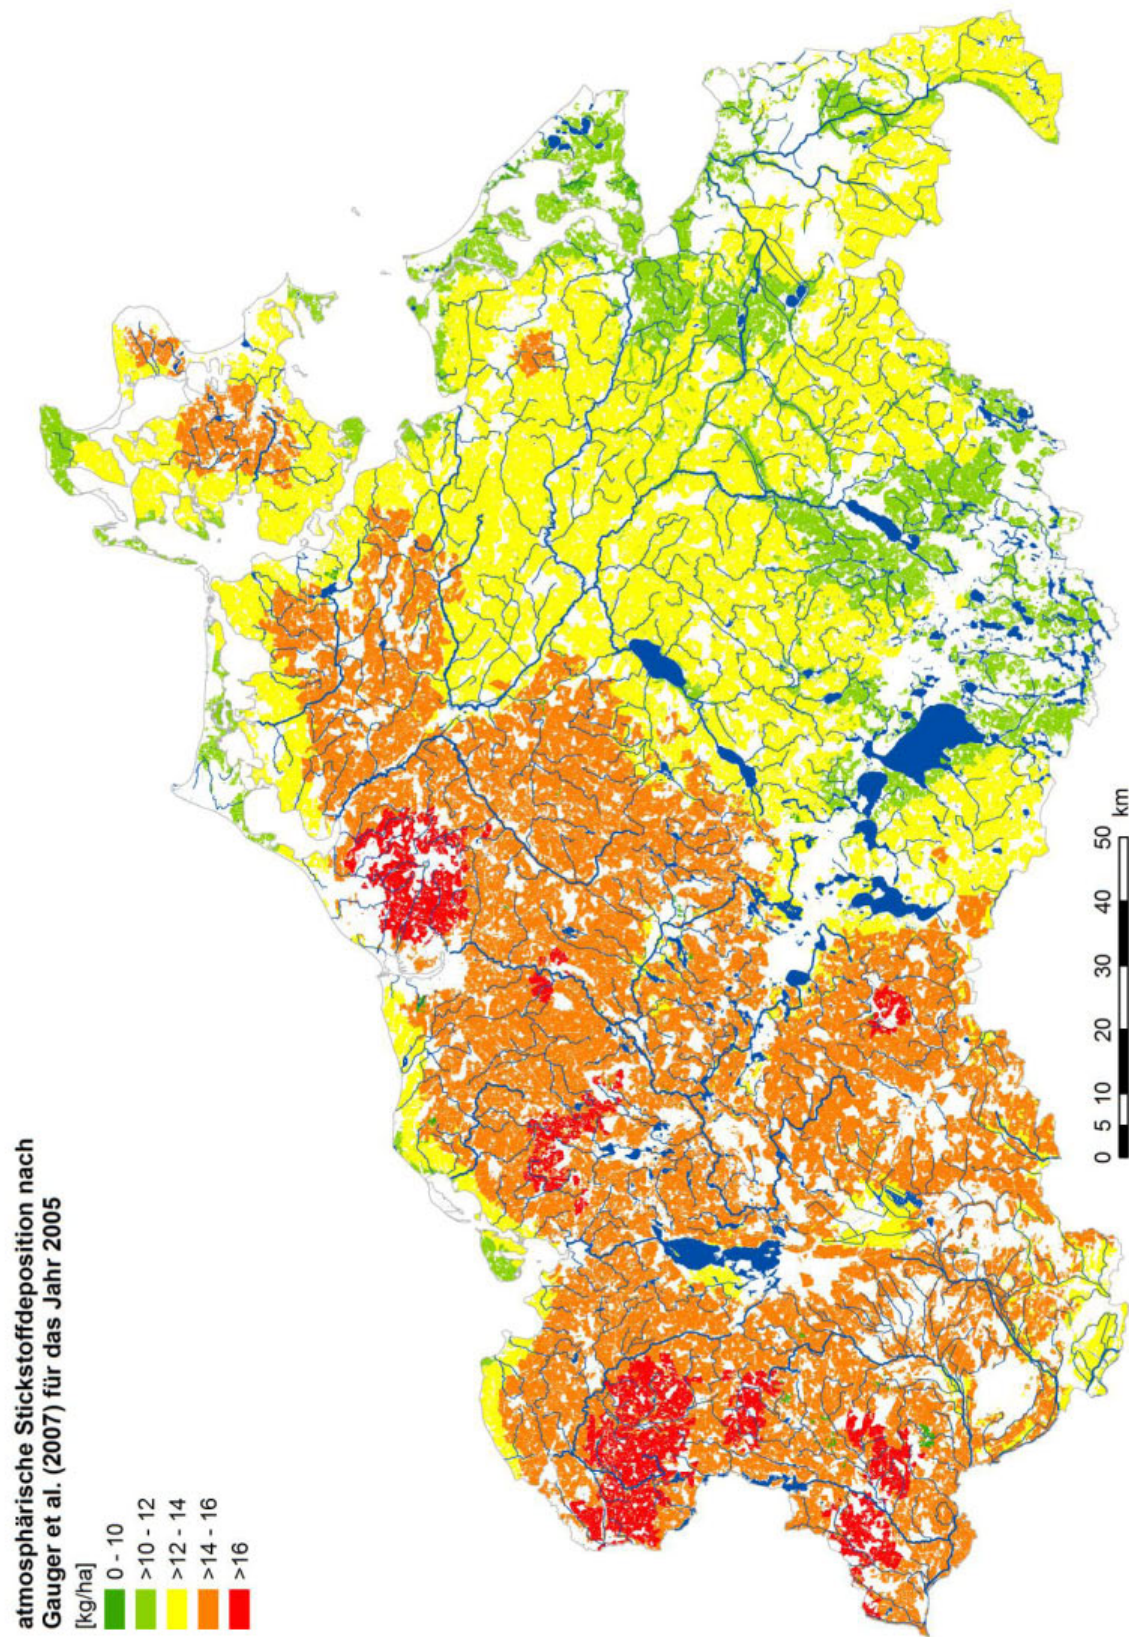 atmosphärische Stickstoffdeposition nach
Gauger et al. (2007) für das Jahr 2005
[kg/ha]
0 - 10
>10 - 12
>12 - 14
>14 - 16
>16
0 5 10 20 30 40 50
km